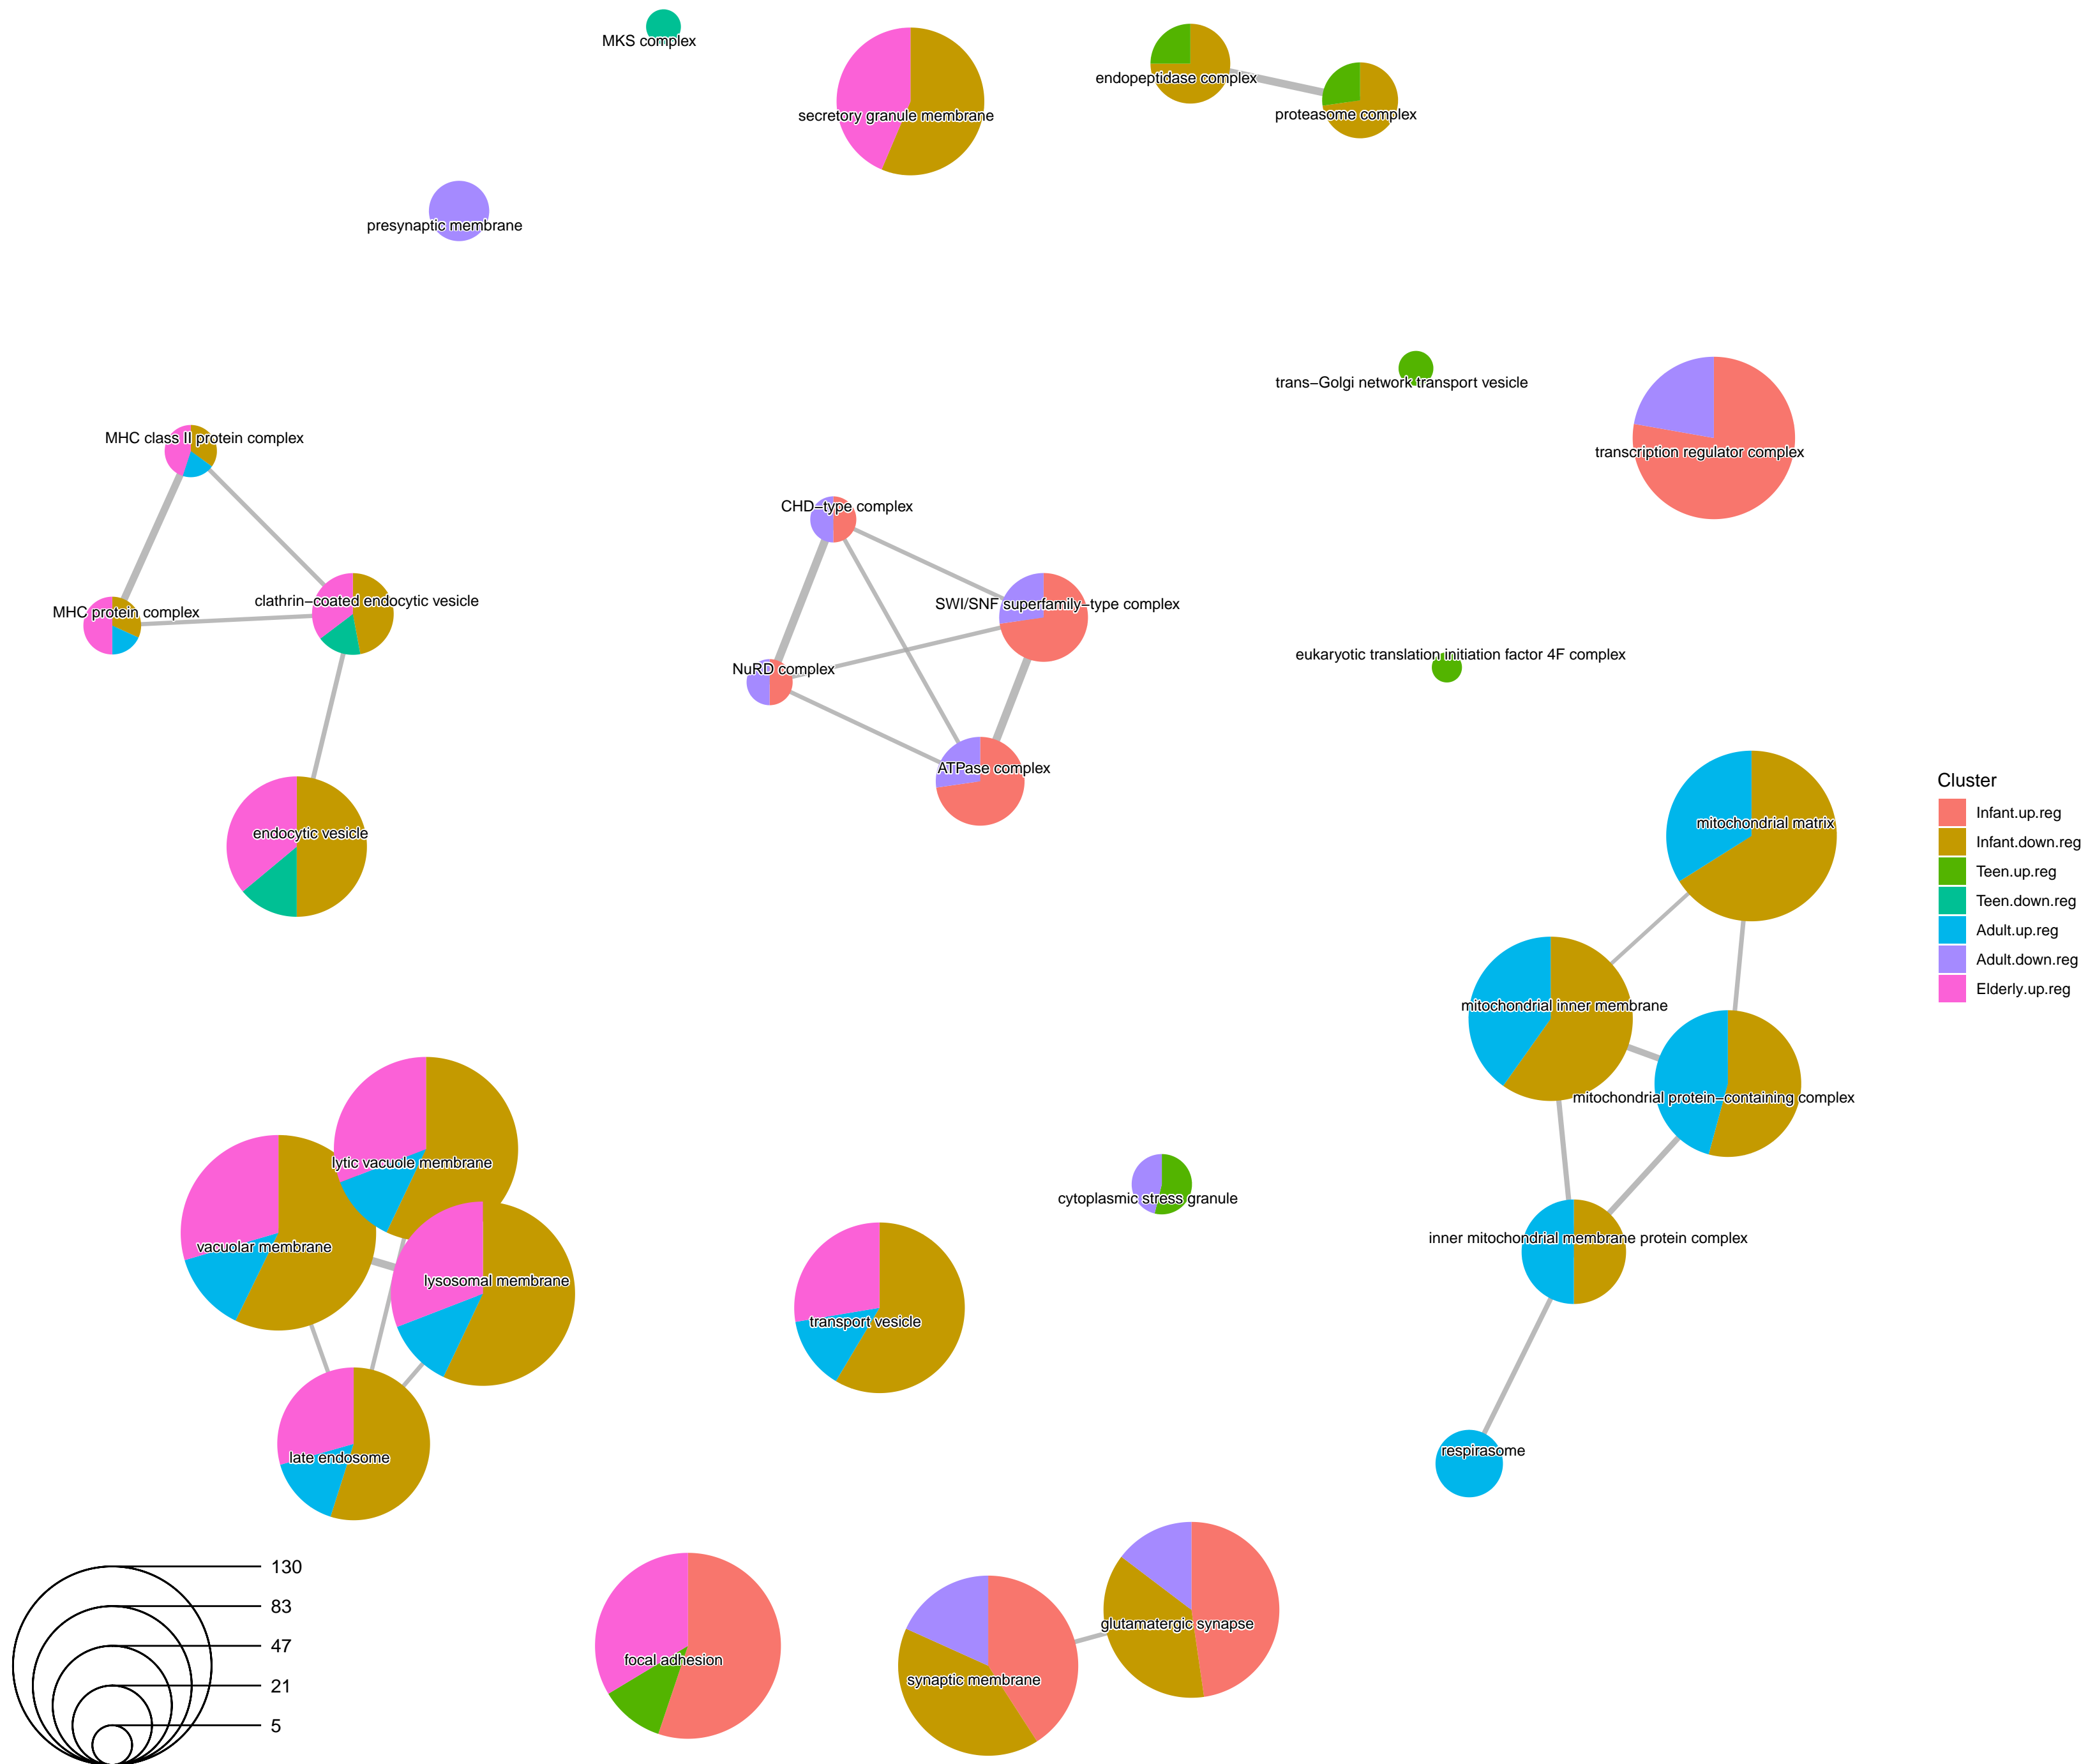 MKS complex
secretory granule membrane
endopeptidase complex
proteasome complex
presynaptic membrane
trans−Golgi network transport vesicle
transcription regulator complex
MHC class II protein complex
CHD−type complex
clathrin−coated endocytic vesicle
MHC protein complex
SWI/SNF superfamily−type complex
NuRD complex
eukaryotic translation initiation factor 4F complex
ATPase complex
endocytic vesicle
mitochondrial matrix
Cluster
Infant.up.reg
Infant.down.reg
Teen.up.reg
Teen.down.reg
Adult.up.reg
Adult.down.reg
Elderly.up.reg
mitochondrial inner membrane
mitochondrial protein−containing complex
lytic vacuole membrane
cytoplasmic stress granule
vacuolar membrane
inner mitochondrial membrane protein complex
lysosomal membrane
transport vesicle
late endosome
respirasome
130
83
47
21
5
glutamatergic synapse
focal adhesion
synaptic membrane